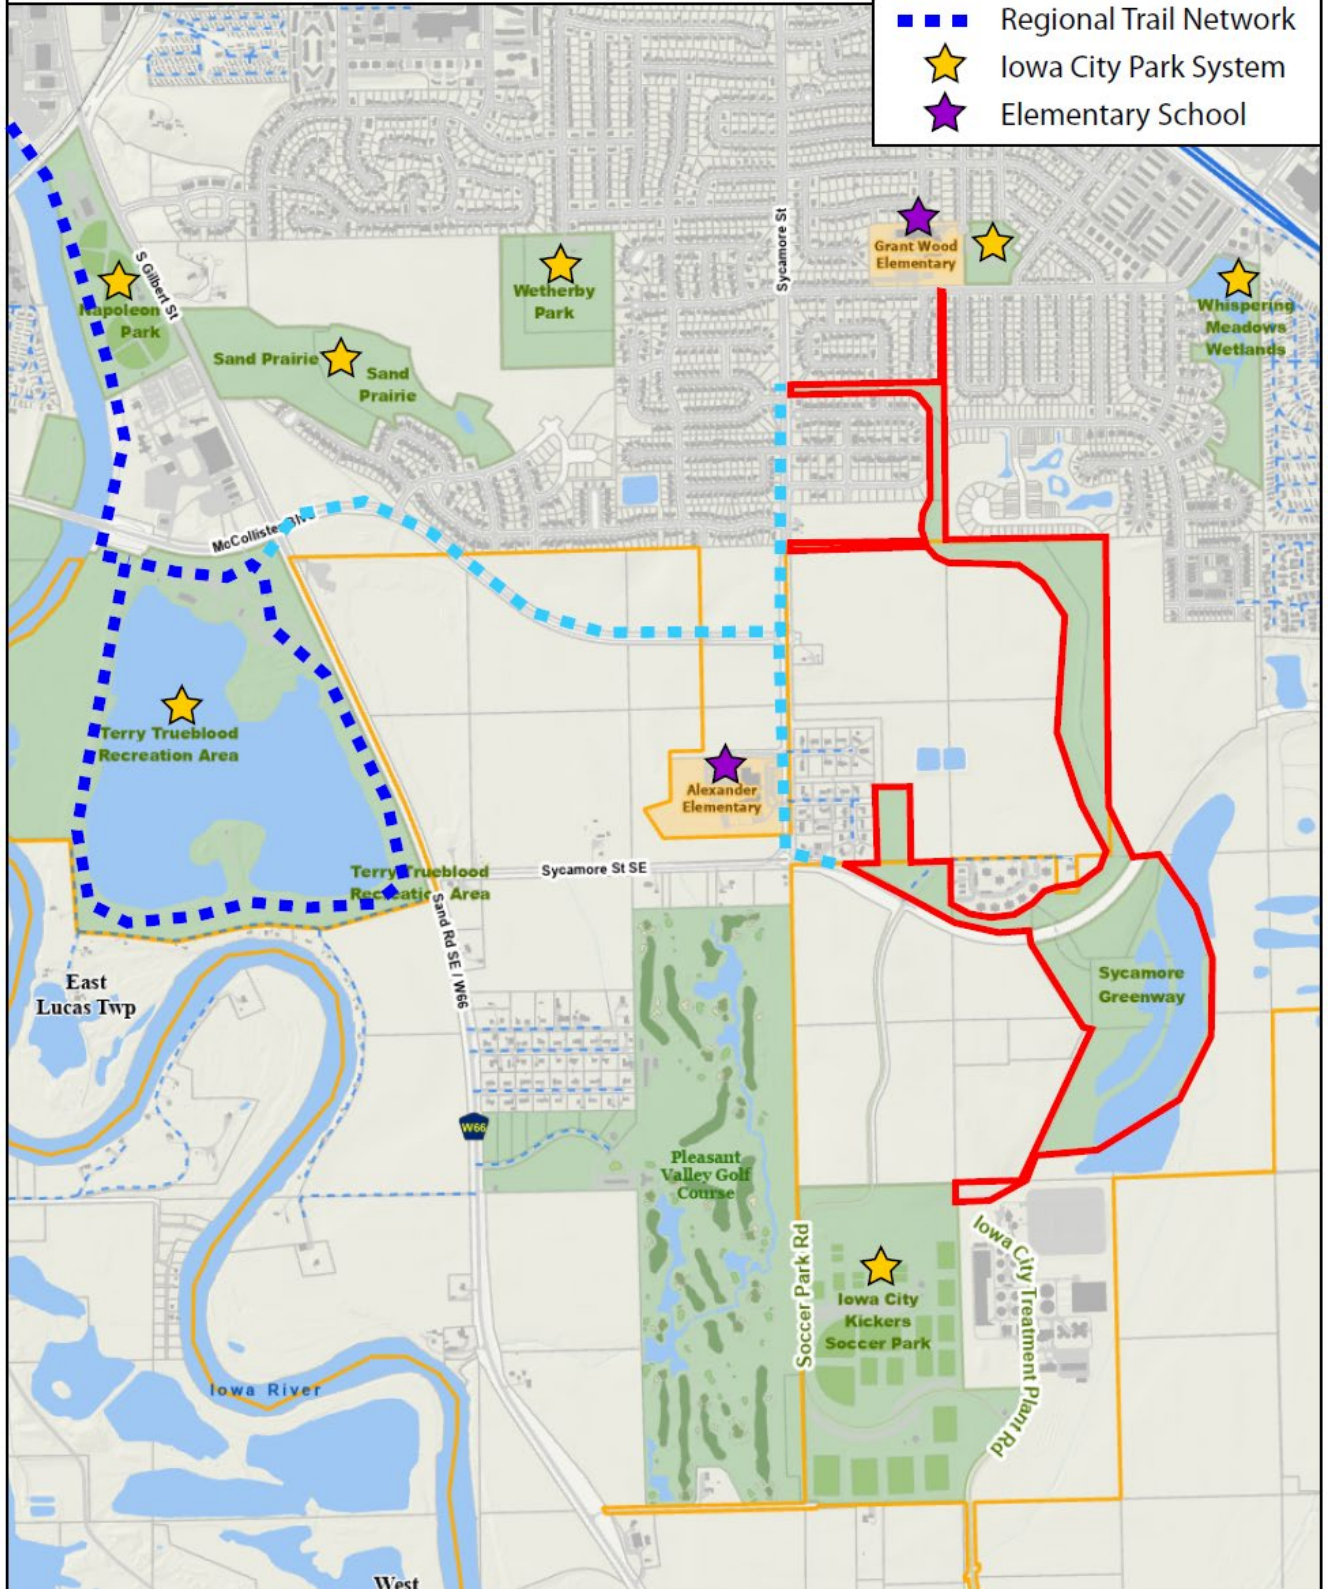 Regional Trail Network
Iowa City Park System
Elementary School
Sycamore St
Grant Wood
Elementary
S Gilbert St
Napoleon
Park
Wetherby
Park
Whispering
Meadows
Wetlands
Sand Prairie
Sand
Prairie
McCollister Blvd
Terry Trueblood
Recreation Area
Alexander
Elementary
Sycamore St SE
Terry Trueblood
Recreation Area
Sand Rd SE / W66
East
Lucas Twp
Sycamore
Greenway
W66
Pleasant
Valley Golf
Course
Soccer Park Rd
Iowa City Treatment Plant Rd
Iowa City
Kickers
Soccer Park
Iowa River
West